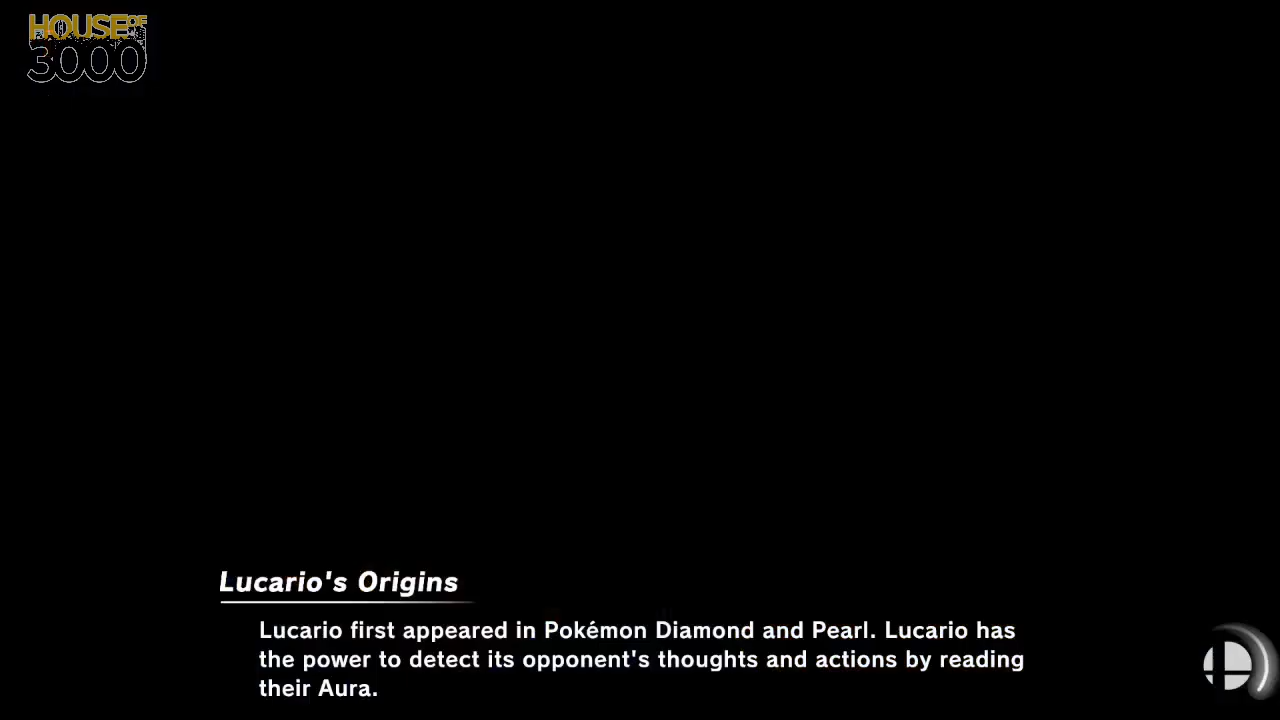 HOUSE OF
3000
Lucario's Origins
Lucario first appeared in Pokémon Diamond and Pearl. Lucario has
the power to detect its opponent's thoughts and actions by reading
their Aura.